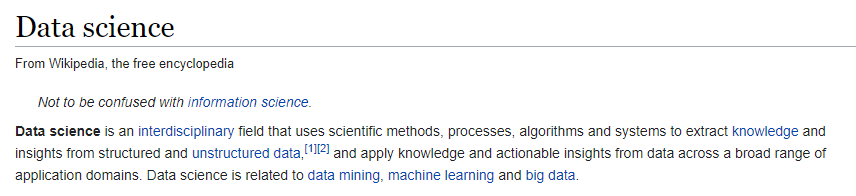 Data science
From Wikipedia, the free encyclopedia
Not to be confused with information science.
Data science is an interdisciplinary field that uses scientific methods, processes, algorithms and systems to extract knowledge and
insights from structured and unstructured data,[1][2] and apply knowledge and actionable insights from data across a broad range of
application domains. Data science is related to data mining, machine learning and big data.